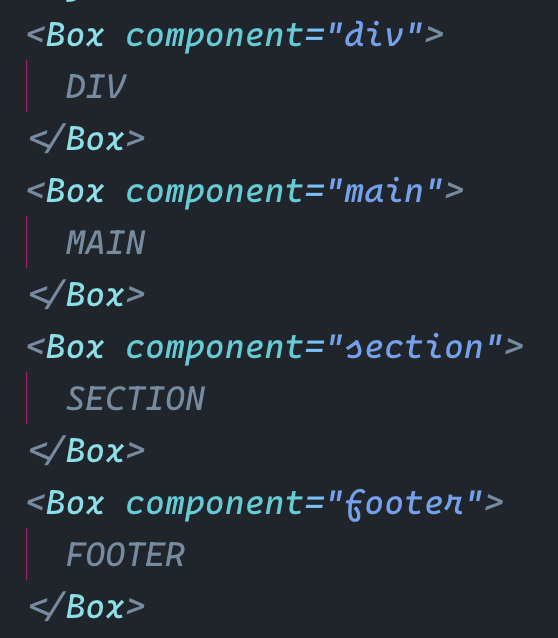 <Box component="div">
DIV
</Box>
<Box component="main">
MAIN
</Box>
<Box component="section">
SECTION
</Box>
<Box component="footer">
FOOTER
</Box>